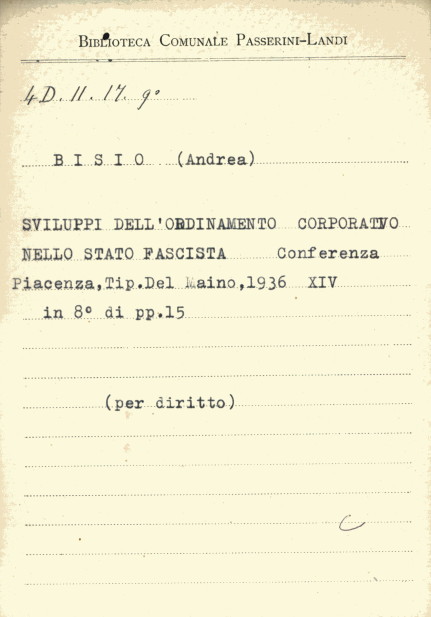 BIBLIOTECA COMUNALE PASSERINI-LANDI
4D. II. 17. 9°
B I S I O (Andrea)
SVILUPPI DELL'ORDINAMENTO CORPORATIVO
NELLO STATO FASCISTA Conferenza
Piacenza,Tip.Del Maino,1936 XIV
in 8° di pp.15
(per diritto)
C